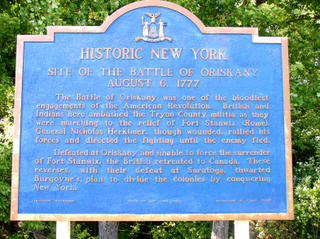 HISTORIC NEW YORK
SITE OF THE BATTLE OF ORISKANY
AUGUST 6, 1777
The Battle of Oriskany was one of the bloodiest
engagements of the American Revolution. British and
Indians here ambushed the Tryon County militia as they
were marching to the relief of Fort Stanwix (Rome).
General Nicholas Herkimer, though wounded, rallied his
forces and directed the fighting until the enemy fled.
Defeated at Oriskany and unable to force the surrender
of Fort Stanwix, the British retreated to Canada. These
reverses, with their defeat at Saratoga, thwarted
Burgoyne's plan to divide the colonies by conquering
New York.